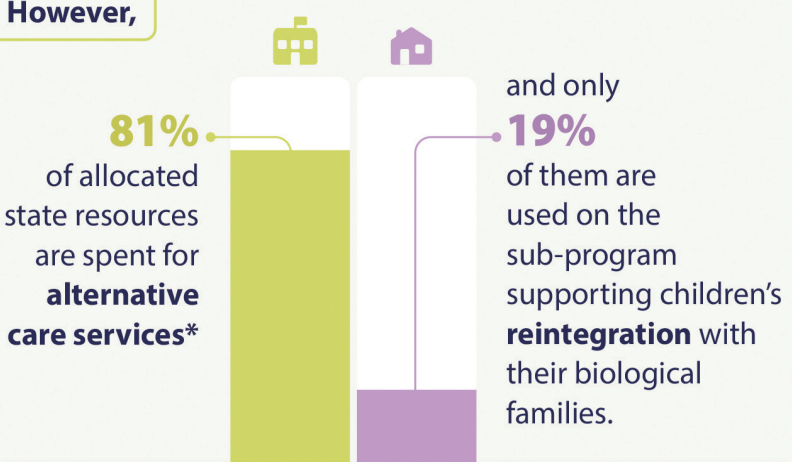 However,
81%
of allocated
state resources
are spent for
alternative
care services*
and only
19%
of them are
used on the
sub-program
supporting children's
reintegration with
their biological
families.